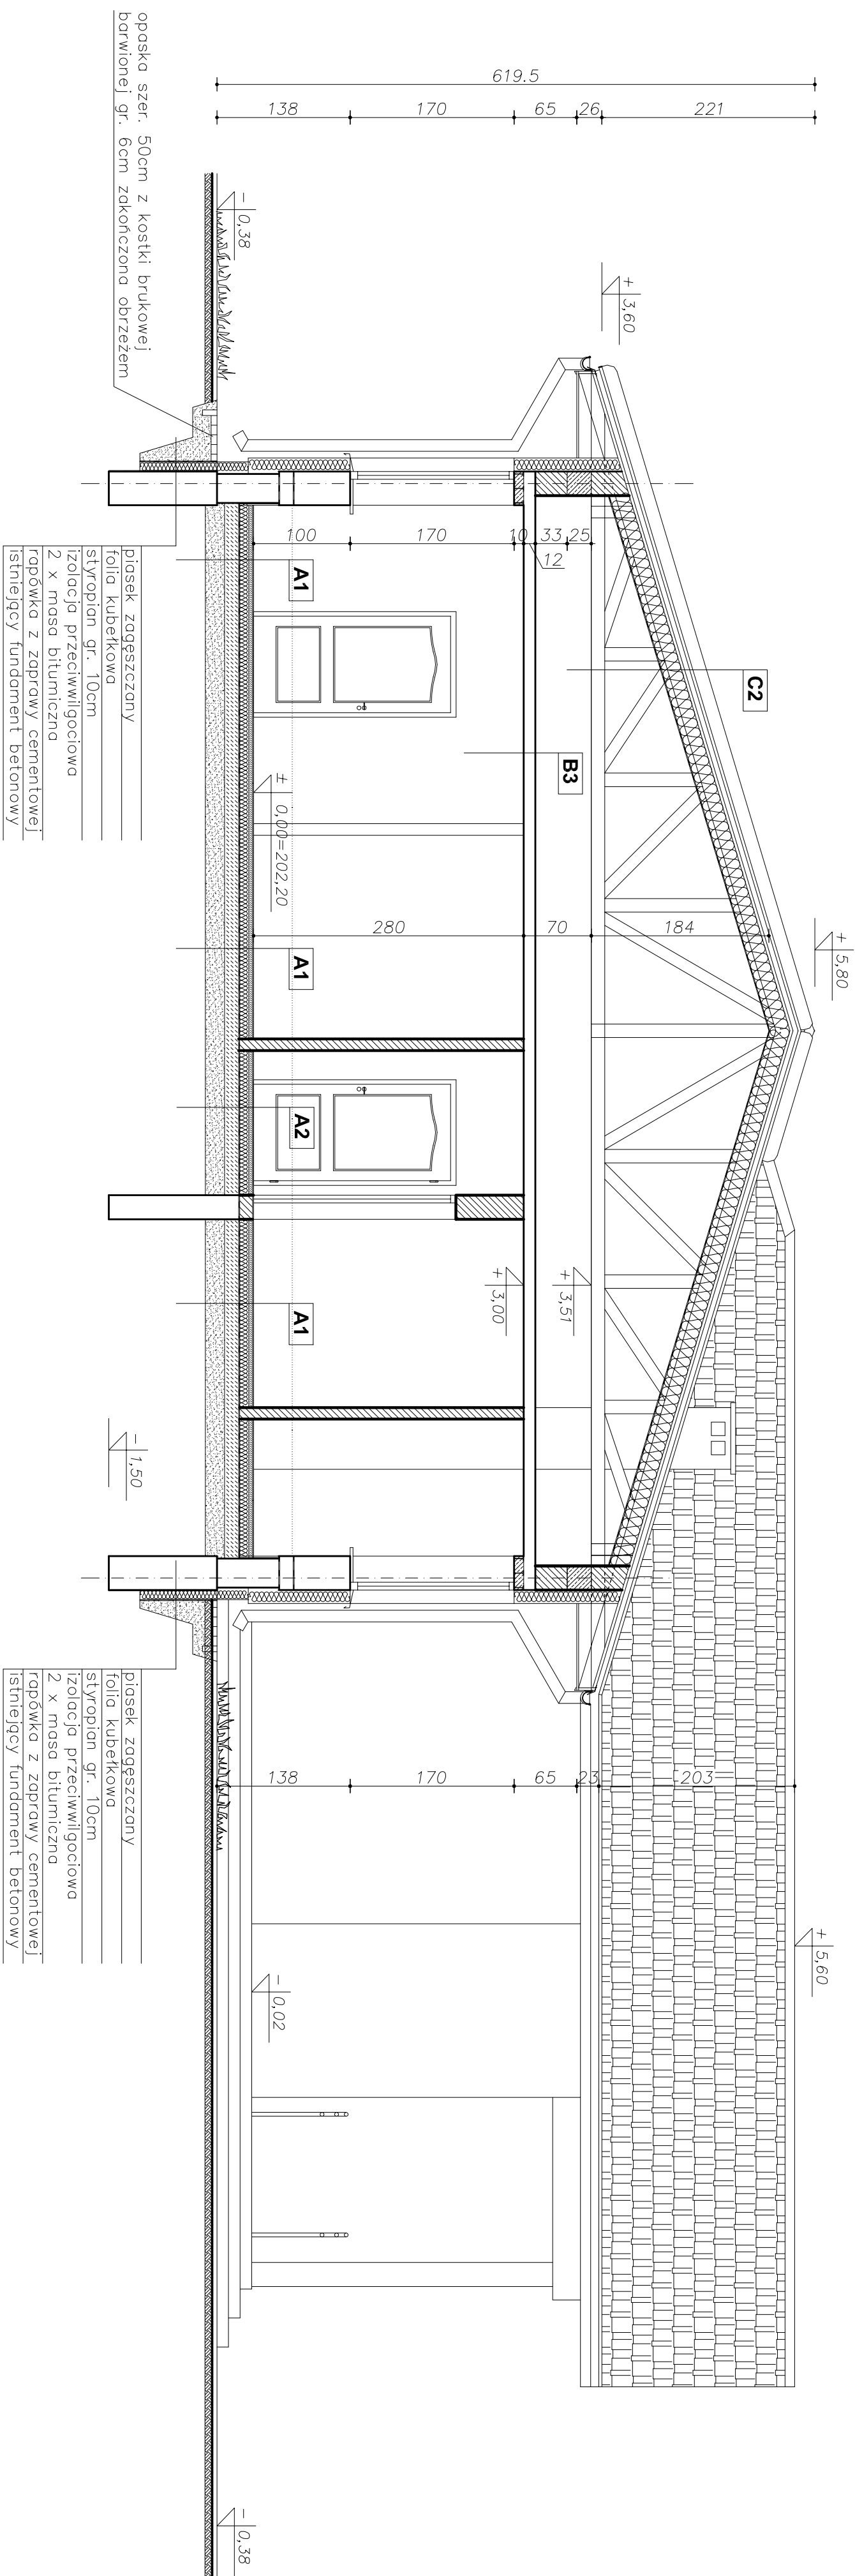 619.5
138
170
65
26
221
opaska szer. 50cm z kostki brukowej
barwionej gr. 6cm zakończona obrzeżem
- 0,38
+ 3,60
100
170
10
33
25
12
A1
C2
B3
piasek zagęszczany
folia kubełkowa
styropian gr. 10cm
izolacja przeciwwilgociowa
2 x masa bitumiczna
rapówka z zaprawy cementowej
istniejący fundament betonowy
± 0,00=202,20
280
70
184
+ 5,80
A1
A2
A1
+ 3,00
+ 3,51
- 1,50
138
170
65
23
203
piasek zagęszczany
folia kubełkowa
styropian gr. 10cm
izolacja przeciwwilgociowa
2 x masa bitumiczna
rapówka z zaprawy cementowej
istniejący fundament betonowy
+ 5,60
- 0,02
- 0,38